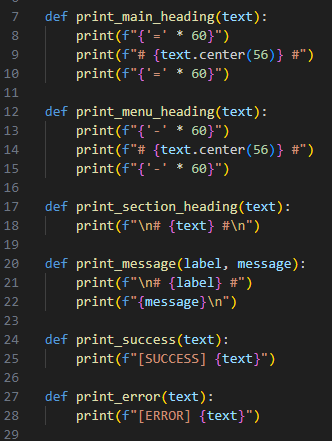 7 def print_main_heading(text):
8     print(f"{'=' * 60}")
9     print(f"# {text.center(56)} #")
10     print(f"{'=' * 60}")
11
12 def print_menu_heading(text):
13     print(f"{'-' * 60}")
14     print(f"# {text.center(56)} #")
15     print(f"{'-' * 60}")
16
17 def print_section_heading(text):
18     print(f"\n# {text} #\n")
19
20 def print_message(label, message):
21     print(f"\n# {label} #")
22     print(f"{message}\n")
23
24 def print_success(text):
25     print(f"[SUCCESS] {text}")
26
27 def print_error(text):
28     print(f"[ERROR] {text}")
29